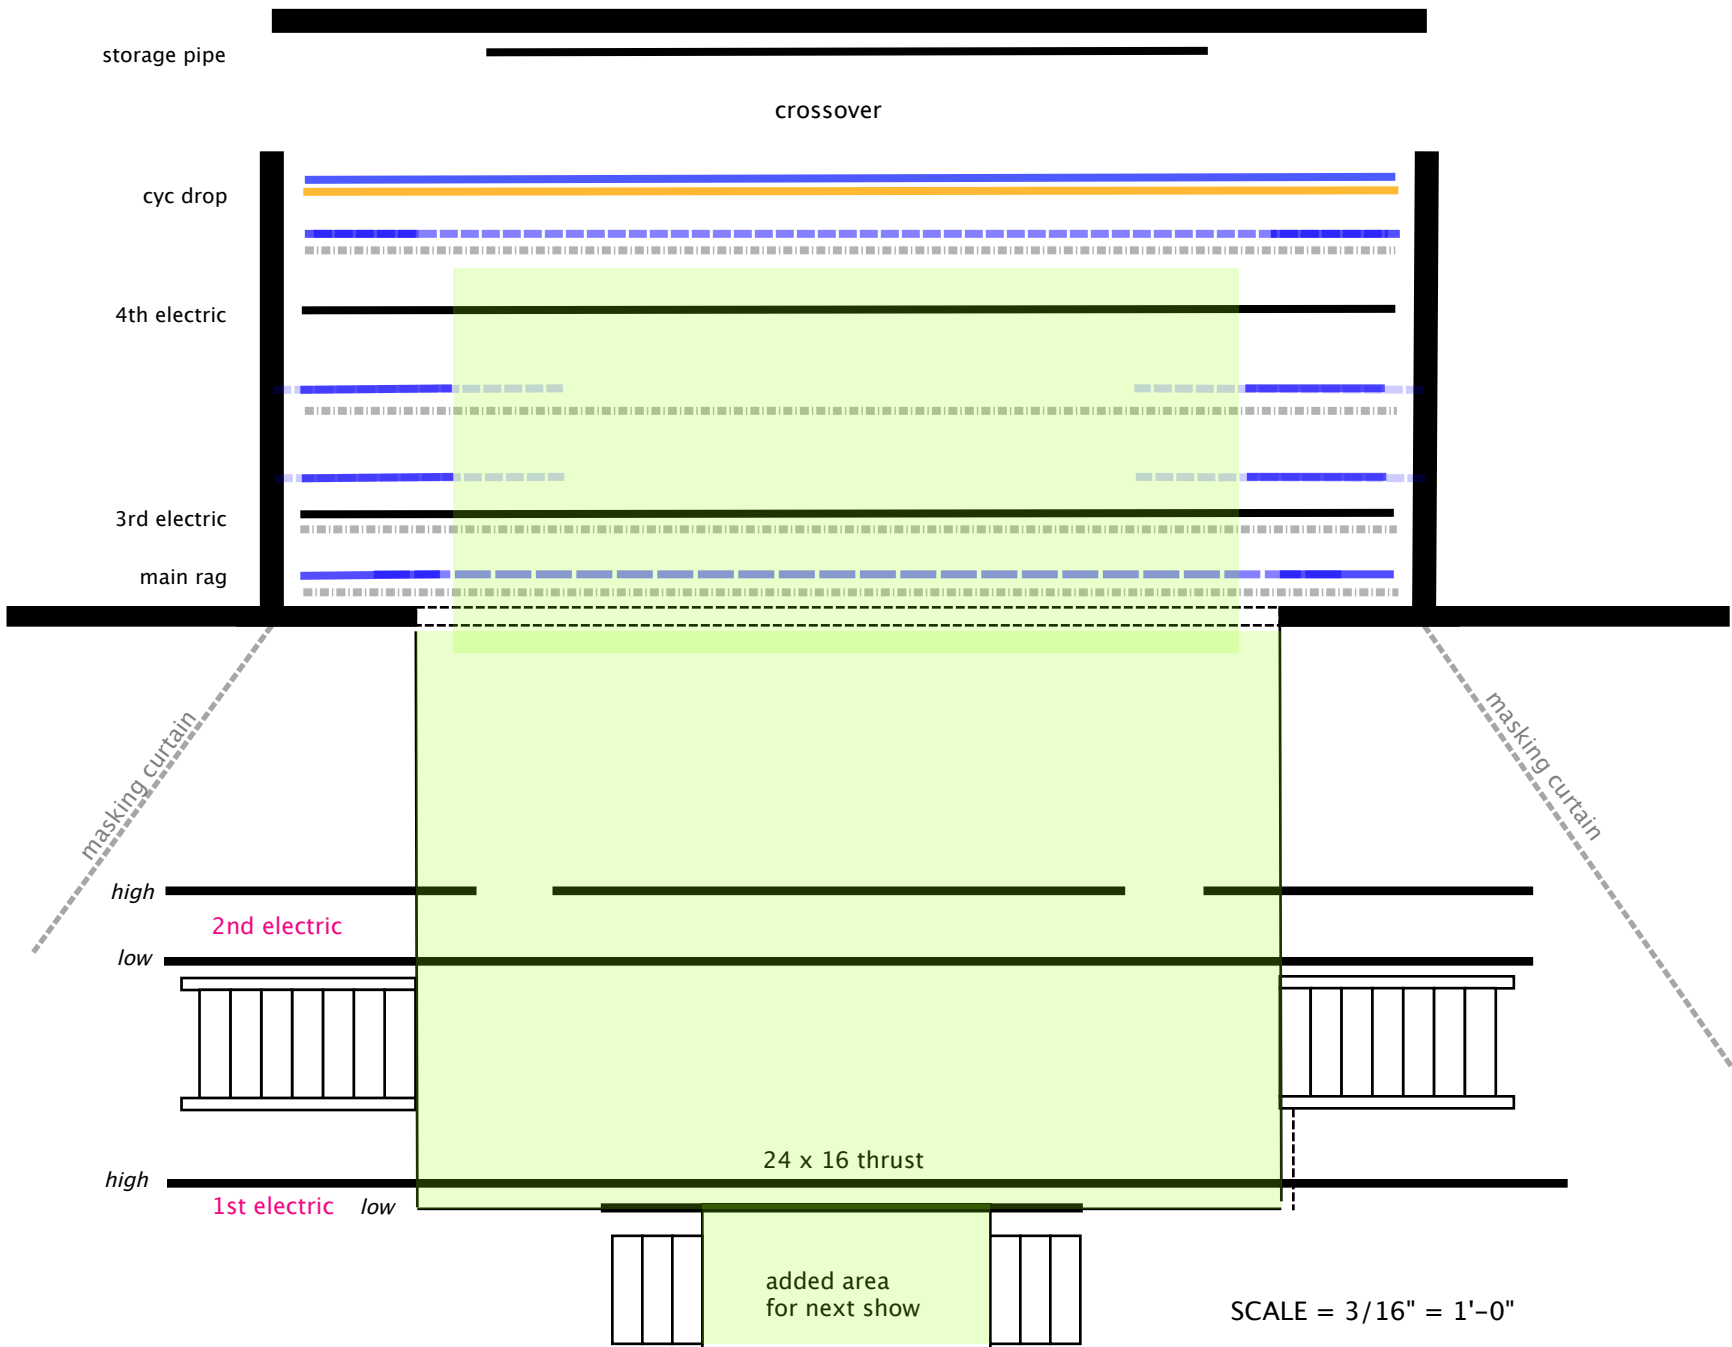 storage pipe
crossover
cyc drop
4th electric
3rd electric
main rag
masking curtain
masking curtain
high
2nd electric
low
24 x 16 thrust
high
1st electric
low
added area
for next show
SCALE = 3/16" = 1'-0"